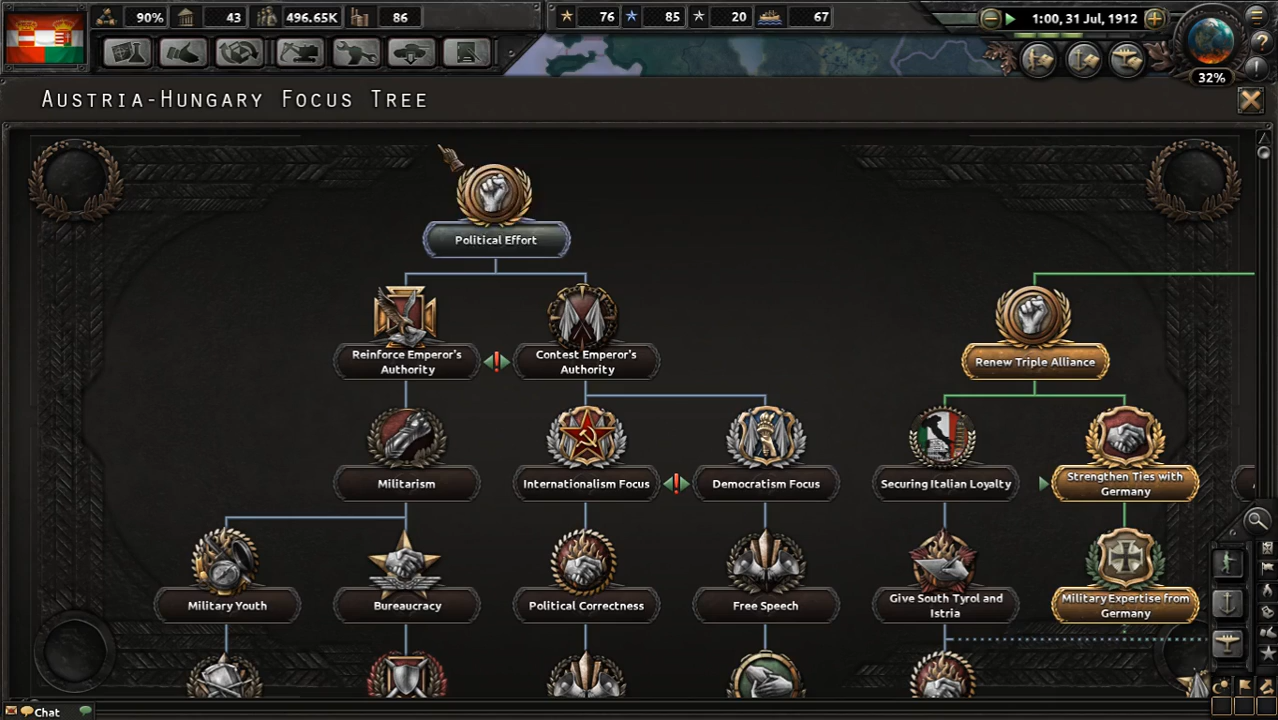 90%
43
496.65K
86
76
85
20
67
1:00, 31 Jul, 1912
32%
Austria-Hungary Focus Tree
Political Effort
Reinforce Emperor's
Authority
Contest Emperor's
Authority
Renew Triple Alliance
Militarism
Internationalism Focus
Democratism Focus
Securing Italian Loyalty
Strengthen Ties with
Germany
Military Youth
Bureaucracy
Political Correctness
Free Speech
Give South Tyrol and
Istria
Military Expertise from
Germany
Chat